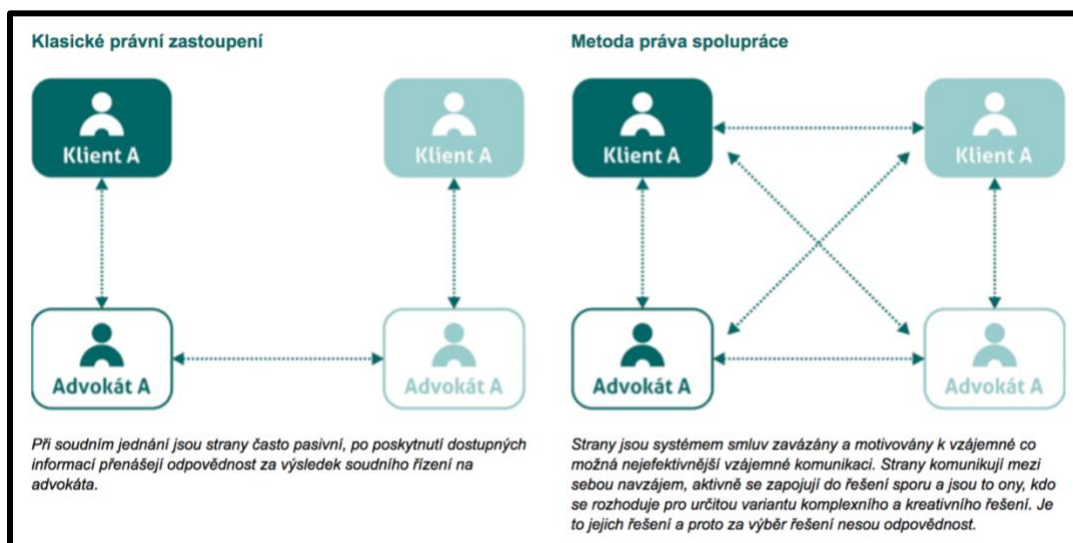 Klasické právní zastoupení
Klient A
Klient A
Advokát A
Advokát A
Při soudním jednání jsou strany často pasivní, po poskytnutí dostupných
informací přenášejí odpovědnost za výsledek soudního řízení na
advokáta.
Metoda práva spolupráce
Klient A
Klient A
Advokát A
Advokát A
Strany jsou systémem smluv zavázány a motivovány k vzájemné co
možná nejefektivnější vzájemné komunikaci. Strany komunikují mezi
sebou navzájem, aktivně se zapojují do řešení sporu a jsou to ony, kdo
se rozhoduje pro určitou variantu komplexního a kreativního řešení. Je
to jejich řešení a proto za výběr řešení nesou odpovědnost.